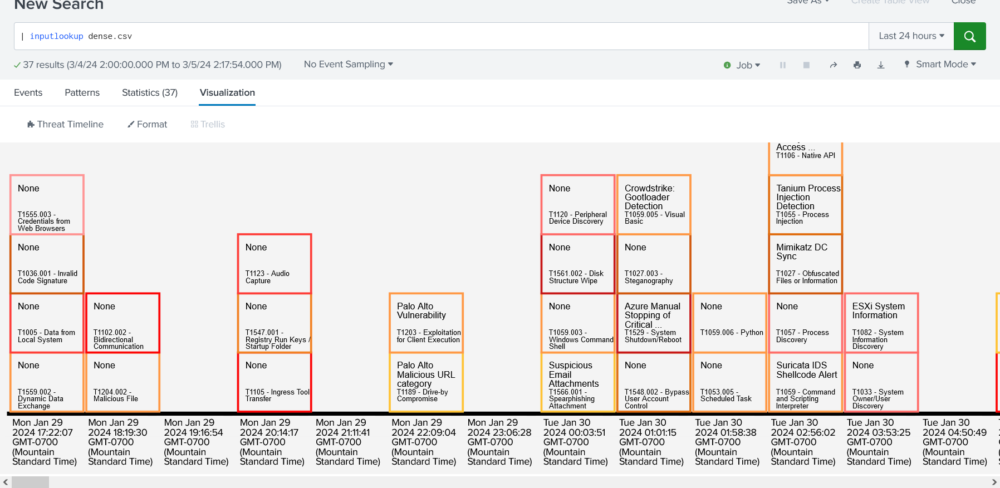 New Search
Save As
Create Table View
Close
| inputlookup dense.csv
Last 24 hours
37 results (3/4/24 2:00:00.000 PM to 3/5/24 2:17:54.000 PM)
No Event Sampling
Job
Smart Mode
Events
Patterns
Statistics (37)
Visualization
Threat Timeline
Format
Trellis
None
T1555.003 -
Credentials from
Web Browsers
None
T1036.001 - Invalid
Code Signature
None
T1005 - Data from
Local System
None
T1559.002 -
Dynamic Data
Exchange
None
T1102.002 -
Bidirectional
Communication
None
T1204.002 -
Malicious File
None
T1123 - Audio
Capture
None
T1547.001 -
Registry Run Keys /
Startup Folder
None
T1105 - Ingress Tool
Transfer
Palo Alto
Vulnerability
T1203 - Exploitation
for Client Execution
Palo Alto
Malicious URL
category
T1189 - Drive-by
Compromise
None
T1120 - Peripheral
Device Discovery
None
T1561.002 - Disk
Structure Wipe
None
T1059.003 -
Windows Command
Shell
Suspicious
Email
Attachments
T1566.001 -
Spearphishing
Attachment
Crowdstrike:
Gootloader
Detection
T1059.005 - Visual
Basic
None
T1027.003 -
Steganography
Azure Manual
Stopping of
Critical ...
T1529 - System
Shutdown/Reboot
None
T1548.002 - Bypass
User Account
Control
None
T1059.006 - Python
None
T1053.005 -
Scheduled Task
Access ...
T1106 - Native API
Tanium Process
Injection
Detection
T1055 - Process
Injection
Mimikatz DC
Sync
T1027 - Obfuscated
Files or Information
None
T1057 - Process
Discovery
Suricata IDS
Shellcode Alert
T1059 - Command
and Scripting
Interpreter
ESXi System
Information
T1082 - System
Information
Discovery
None
T1033 - System
Owner/User
Discovery
Mon Jan 29
2024 17:22:07
GMT-0700
(Mountain
Standard Time)
Mon Jan 29
2024 18:19:30
GMT-0700
(Mountain
Standard Time)
Mon Jan 29
2024 19:16:54
GMT-0700
(Mountain
Standard Time)
Mon Jan 29
2024 20:14:17
GMT-0700
(Mountain
Standard Time)
Mon Jan 29
2024 21:11:41
GMT-0700
(Mountain
Standard Time)
Mon Jan 29
2024 22:09:04
GMT-0700
(Mountain
Standard Time)
Mon Jan 29
2024 23:06:28
GMT-0700
(Mountain
Standard Time)
Tue Jan 30
2024 00:03:51
GMT-0700
(Mountain
Standard Time)
Tue Jan 30
2024 01:01:15
GMT-0700
(Mountain
Standard Time)
Tue Jan 30
2024 01:58:38
GMT-0700
(Mountain
Standard Time)
Tue Jan 30
2024 02:56:02
GMT-0700
(Mountain
Standard Time)
Tue Jan 30
2024 03:53:25
GMT-0700
(Mountain
Standard Time)
Tue Jan 30
2024 04:50:49
GMT-0700
(Mountain
Standard Time)